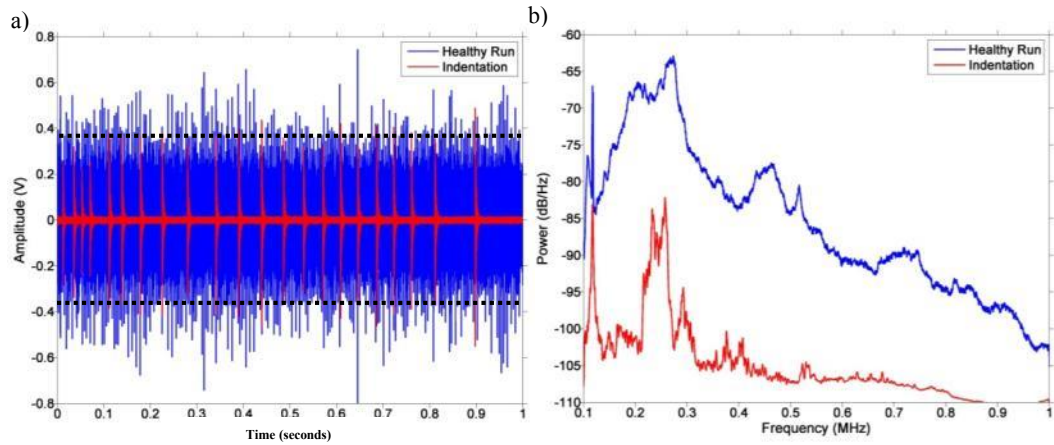 a)
Amplitude (V)
0.8
0.6
0.4
0.2
0
-0.2
-0.4
-0.6
-0.8
Healthy Run
Indentation
0 0.1 0.2 0.3 0.4 0.5 0.6 0.7 0.8 0.9 1
Time (seconds)
b)
Power (dB/Hz)
-60
-65
-70
-75
-80
-85
-90
-95
-100
-105
-110
Healthy Run
Indentation
0.1 0.2 0.3 0.4 0.5 0.6 0.7 0.8 0.9 1
Frequency (MHz)